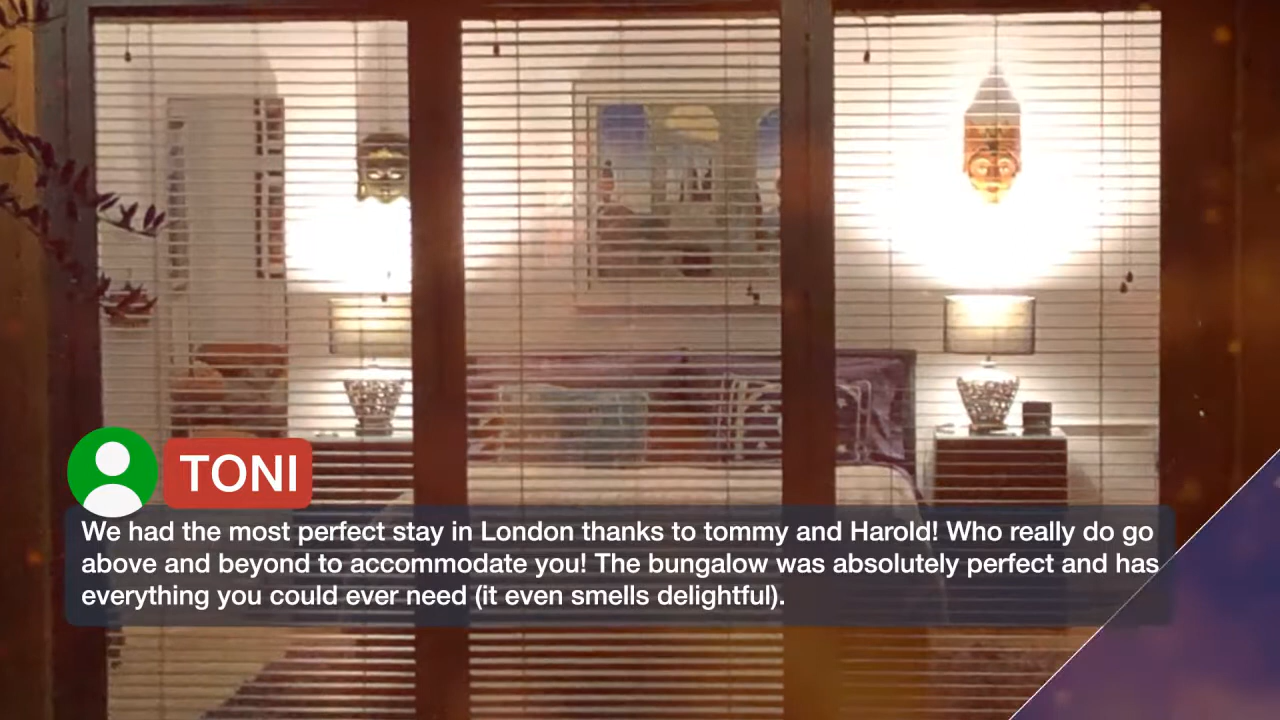 TONI
We had the most perfect stay in London thanks to tommy and Harold! Who really do go
above and beyond to accommodate you! The bungalow was absolutely perfect and has
everything you could ever need (it even smells delightful).